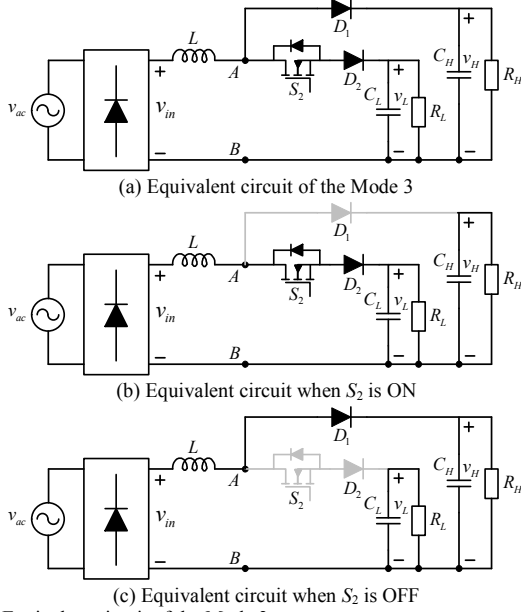 D1
L
A
S2
D2
CL
vL
RL
CH
vH
RH
vac
vin
B
+
−
+
−
+
−
(a) Equivalent circuit of the Mode 3
D1
L
A
S2
D2
CL
vL
RL
CH
vH
RH
vac
vin
B
+
−
+
−
+
−
(b) Equivalent circuit when S2 is ON
D1
L
A
S2
D2
CL
vL
RL
CH
vH
RH
vac
vin
B
+
−
+
−
+
−
(c) Equivalent circuit when S2 is OFF